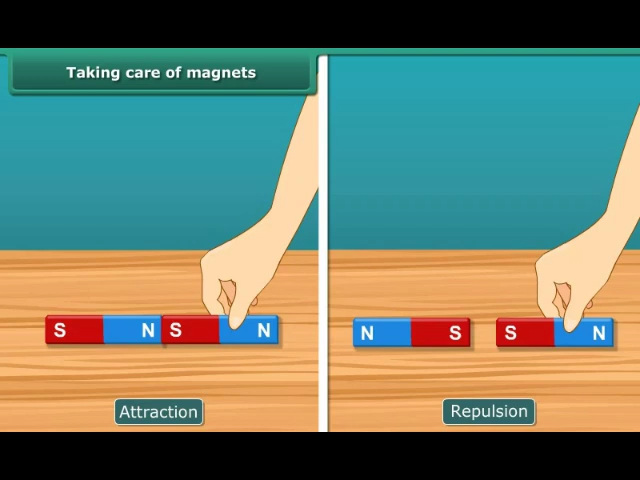 Taking care of magnets
S N S N
N S S N
Attraction
Repulsion